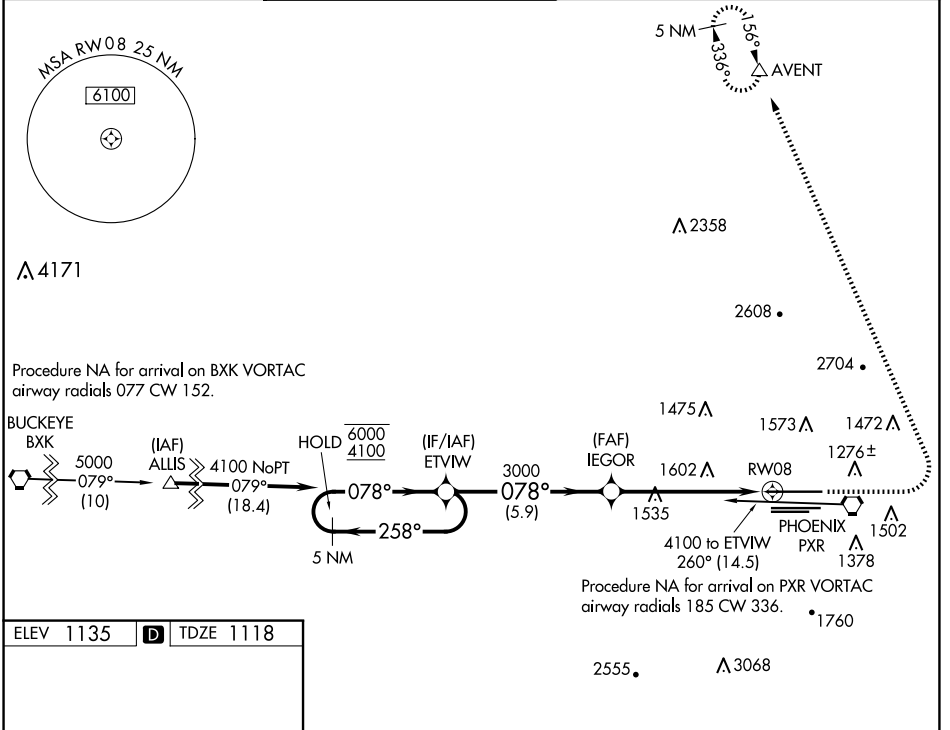 MSA RW08 25 NM
6100
5 NM
336°
156°
AVENT
4171
2358
2608
2704
Procedure NA for arrival on BXK VORTAC
airway radials 077 CW 152.
BUCKEYE
BXK
5000
079°
(10)
(IAF)
ALLIS
4100 NoPT
079°
(18.4)
HOLD
6000
4100
078°
258°
5 NM
(IF/IAF)
ETVIW
3000
078°
(5.9)
(FAF)
IEGOR
1475
1602
1535
1573
1472
1276±
RW08
PHOENIX
PXR
1502
1378
4100 to ETVIW
260° (14.5)
Procedure NA for arrival on PXR VORTAC
airway radials 185 CW 336.
1760
2555
3068
ELEV 1135 D TDZE 1118